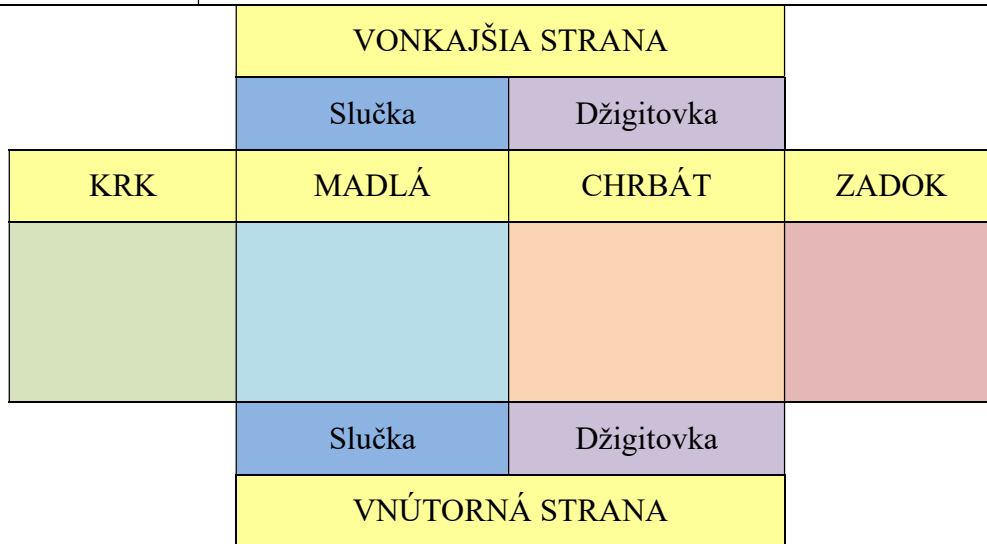 VONKAJŠIA STRANA
Slučka Džigitovka
KRK MADLÁ CHRBÁT ZADOK
Slučka Džigitovka
VNÚTORNÁ STRANA